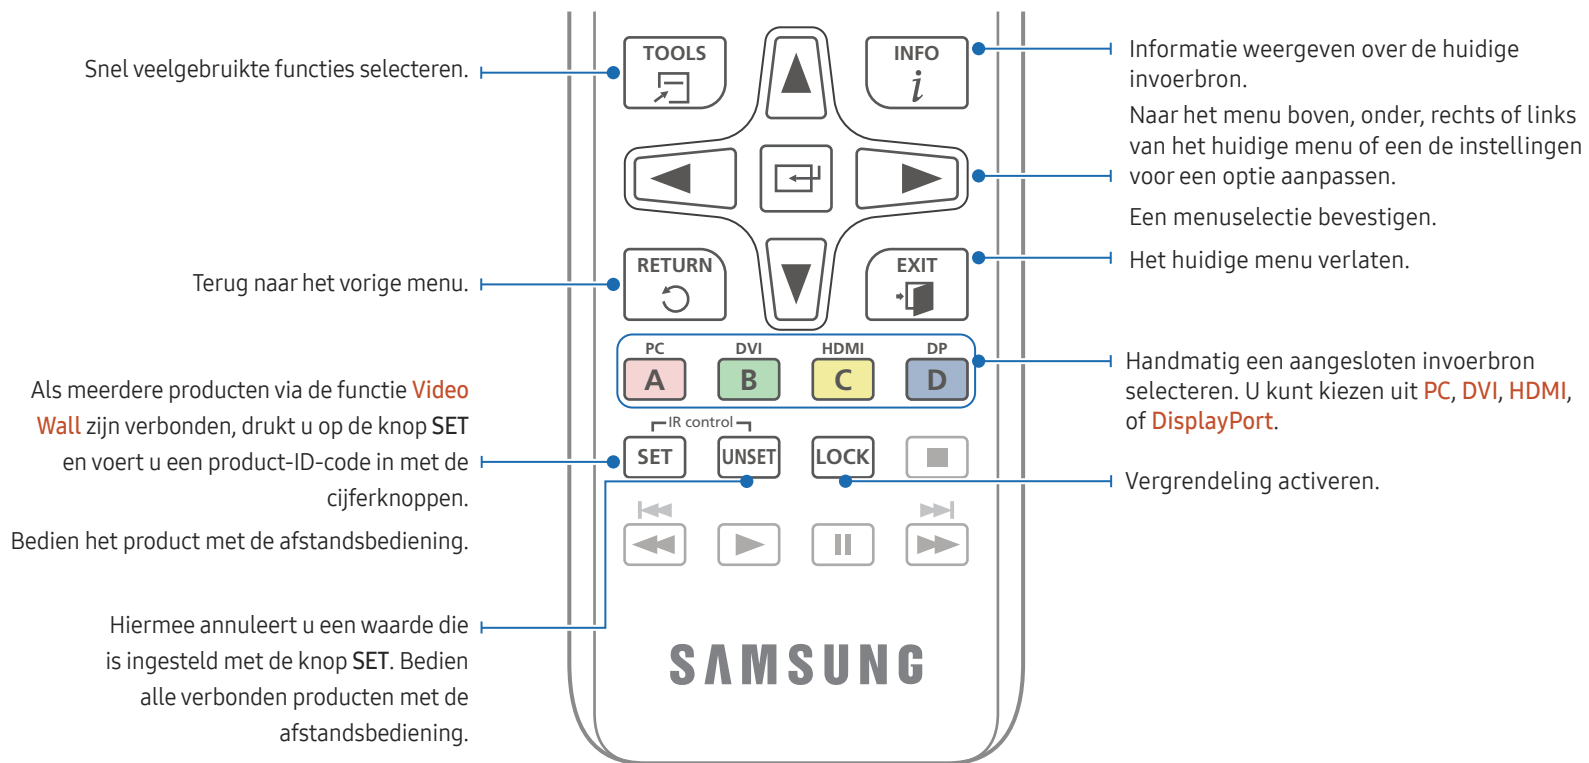 Snel veelgebruikte functies selecteren.
Terug naar het vorige menu.
Als meerdere producten via de functie Video
Wall zijn verbonden, drukt u op de knop SET
en voert u een product-ID-code in met de
cijferknoppen.
Bedien het product met de afstandsbediening.
Hiermee annuleert u een waarde die
is ingesteld met de knop SET. Bedien
alle verbonden producten met de
afstandsbediening.
TOOLS
INFO
i
RETURN
EXIT
PC DVI HDMI DP
A B C D
IR control
SET UNSET LOCK
SAMSUNG
Informatie weergeven over de huidige
invoerbron.
Naar het menu boven, onder, rechts of links
van het huidige menu of een de instellingen
voor een optie aanpassen.
Een menuselectie bevestigen.
Het huidige menu verlaten.
Handmatig een aangesloten invoerbron
selecteren. U kunt kiezen uit PC, DVI, HDMI,
of DisplayPort.
Vergrendeling activeren.